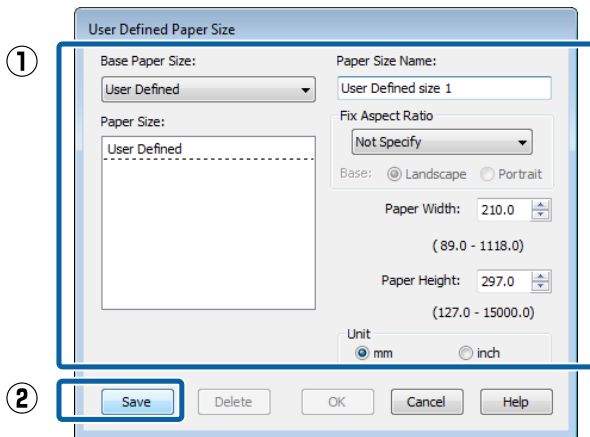 User Defined Paper Size
①
Base Paper Size:
User Defined
Paper Size:
User Defined
Paper Size Name:
User Defined size 1
Fix Aspect Ratio
Not Specify
Base: Landscape Portrait
Paper Width: 210.0
( 89.0 - 1118.0)
Paper Height: 297.0
(127.0 - 15000.0)
Unit
mm inch
②
Save Delete OK Cancel Help